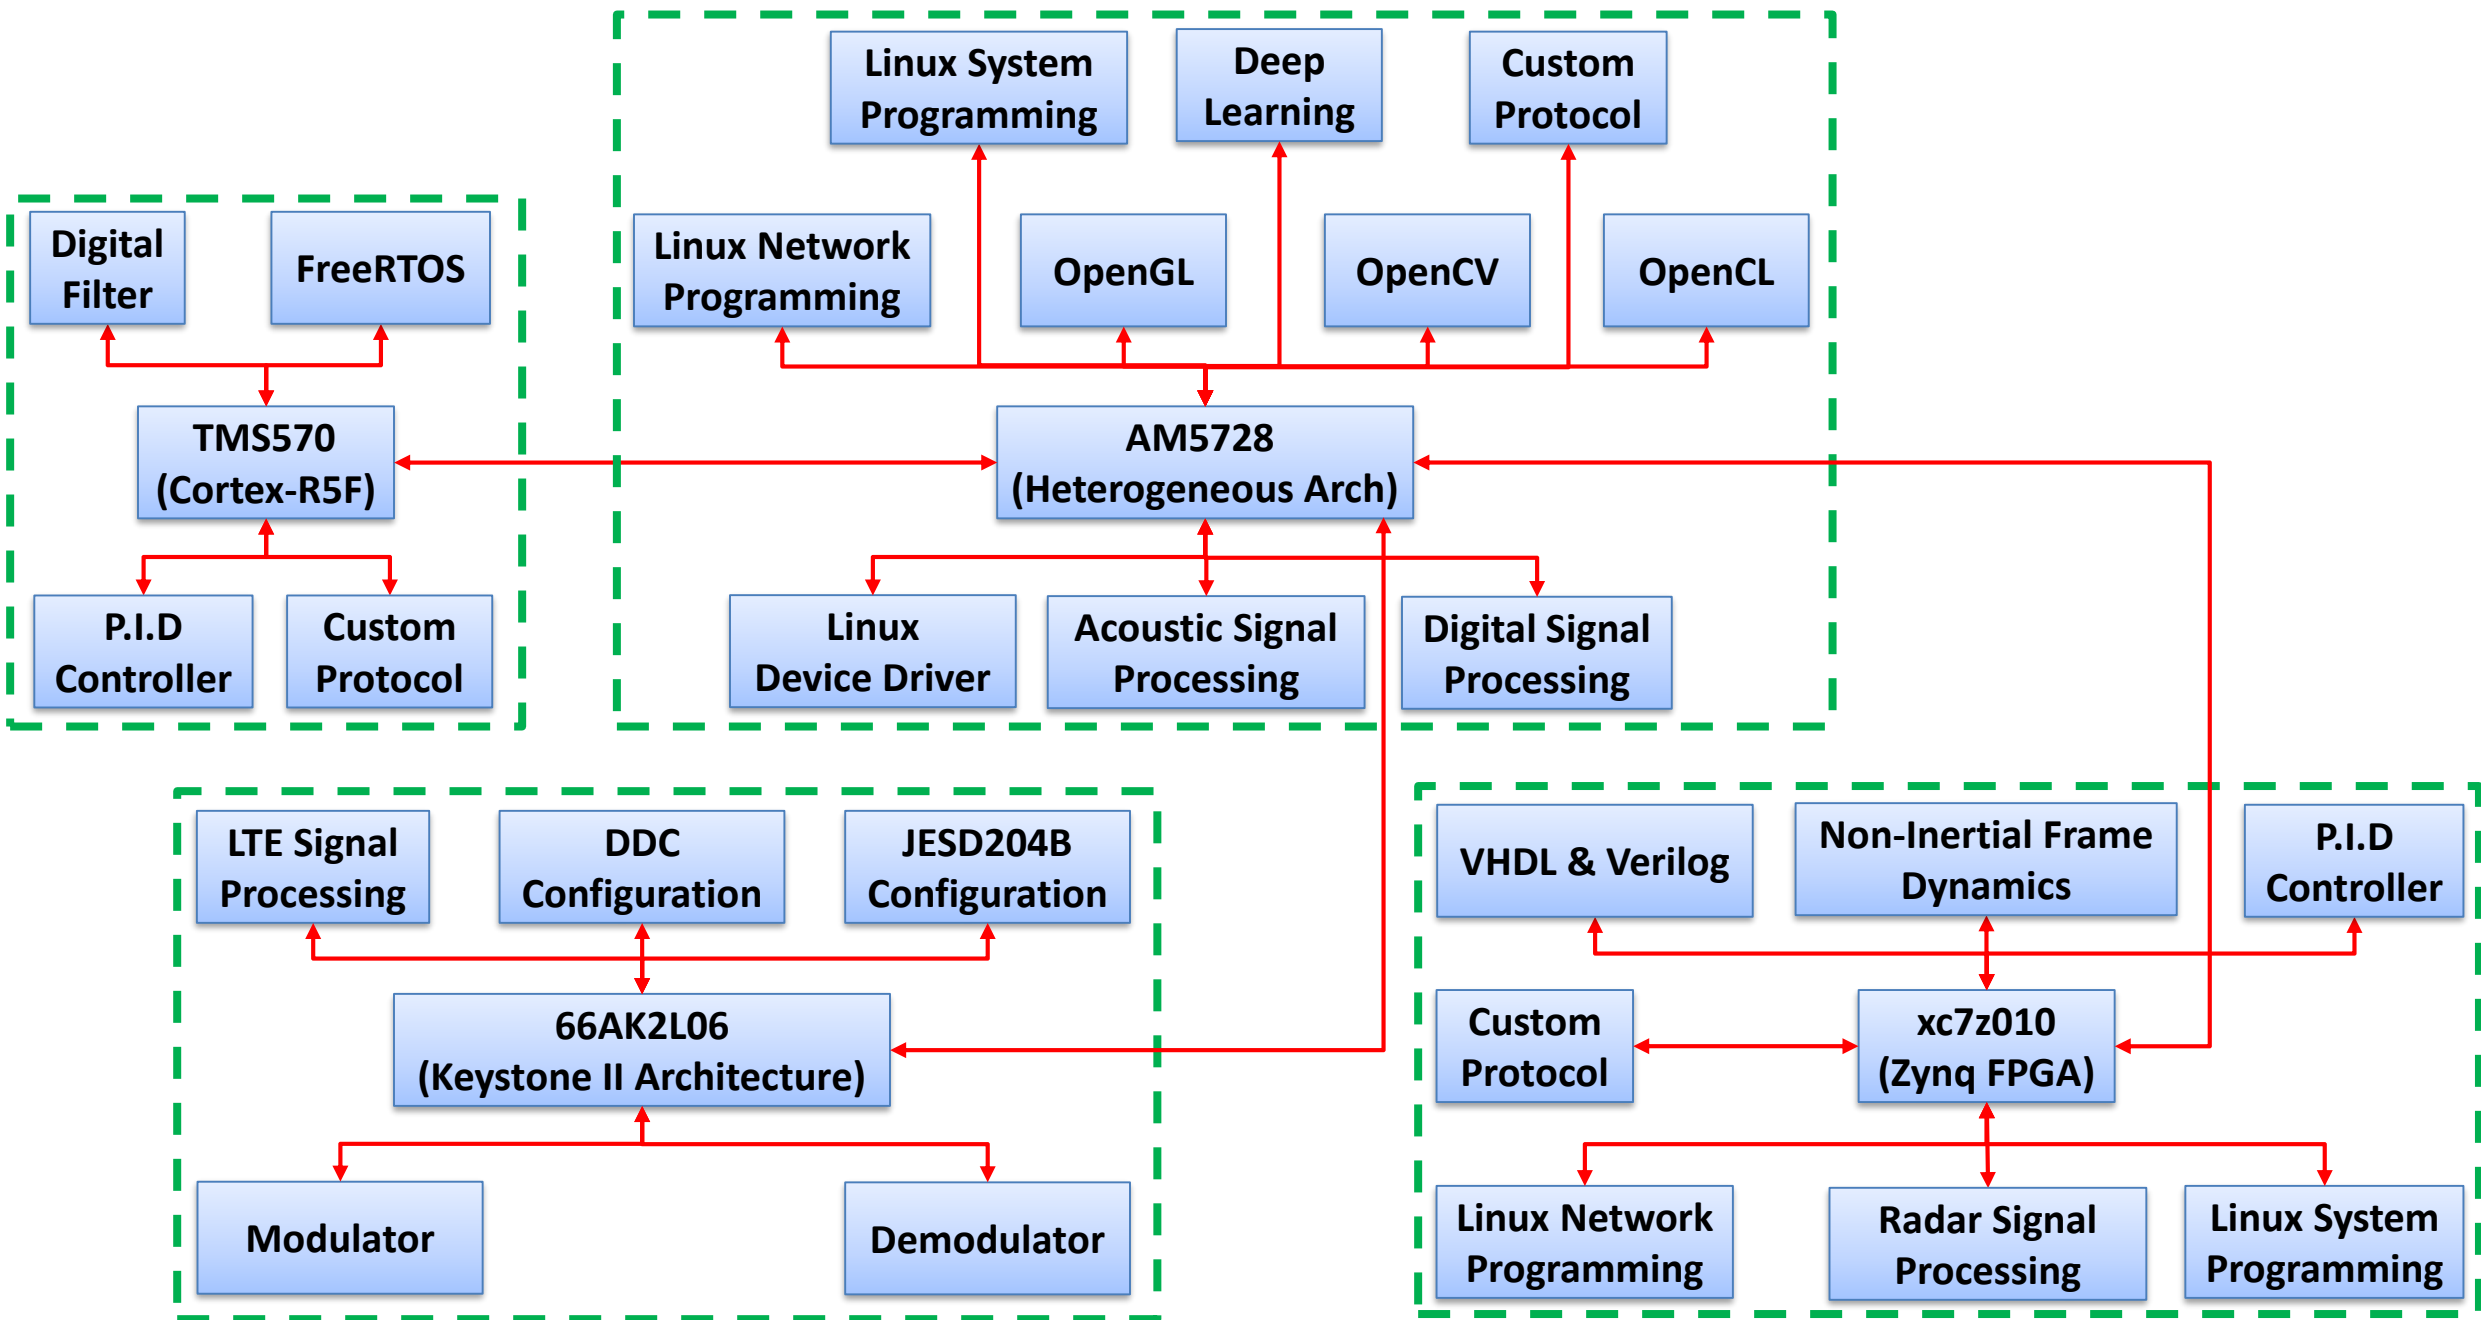 Linux System
Programming
Deep
Learning
Custom
Protocol
Digital
Filter
FreeRTOS
Linux Network
Programming
OpenGL
OpenCV
OpenCL
TMS570
(Cortex-R5F)
AM5728
(Heterogeneous Arch)
P.I.D
Controller
Custom
Protocol
Linux
Device Driver
Acoustic Signal
Processing
Digital Signal
Processing
LTE Signal
Processing
DDC
Configuration
JESD204B
Configuration
VHDL & Verilog
Non-Inertial Frame
Dynamics
P.I.D
Controller
66AK2L06
(Keystone II Architecture)
Custom
Protocol
xc7z010
(Zynq FPGA)
Modulator
Demodulator
Linux Network
Programming
Radar Signal
Processing
Linux System
Programming